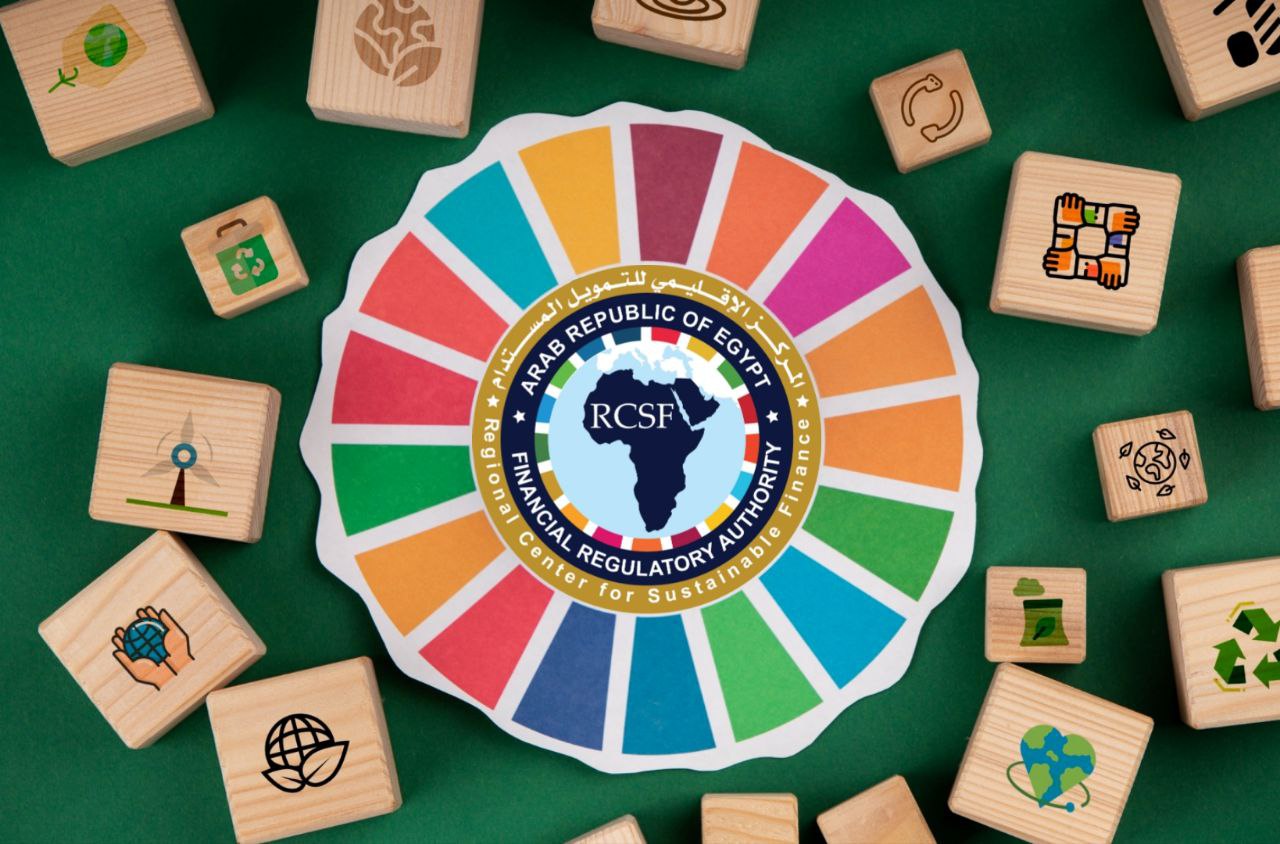 المركز الإقليمي للتمويل المستدام
ARAB REPUBLIC OF EGYPT
RCSF
FINANCIAL REGULATORY AUTHORITY
Regional Center for Sustainable Finance